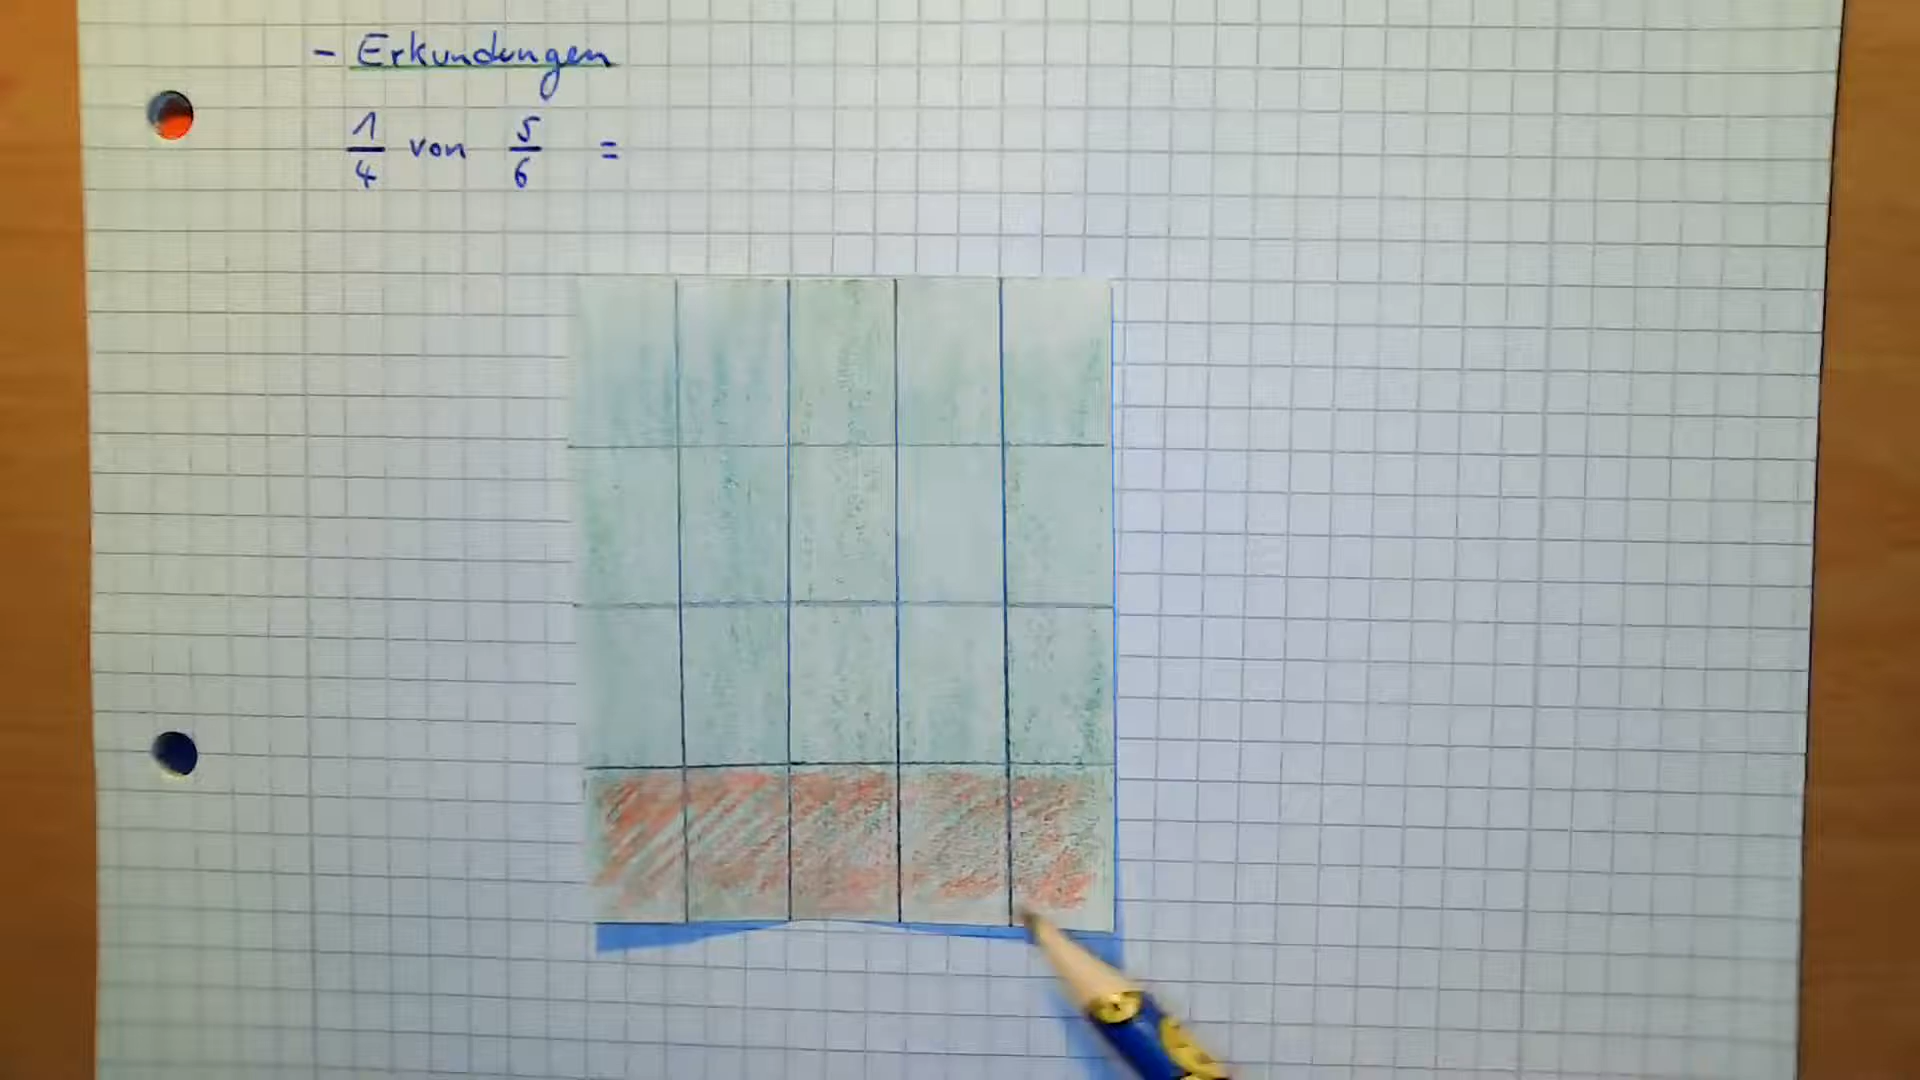 - Erkundungen
1/4 von 5/6 =